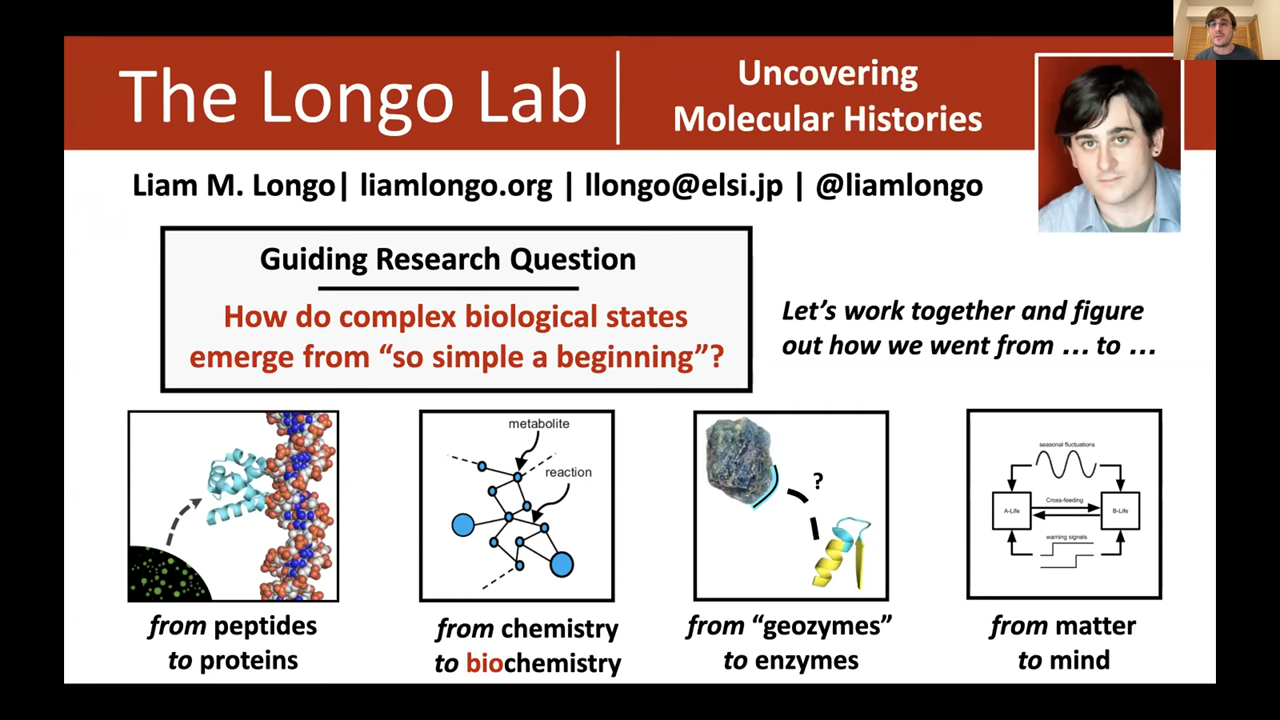 The Longo Lab
Uncovering
Molecular Histories
Liam M. Longo| liamlongo.org | llongo@elsi.jp | @liamlongo
Guiding Research Question
How do complex biological states
emerge from “so simple a beginning”?
Let’s work together and figure
out how we went from … to …
metabolite
reaction
?
seasonal fluctuations
A-Life
Cross-feeding
B-Life
warning signals
from peptides
to proteins
from chemistry
to biochemistry
from “geozymes”
to enzymes
from matter
to mind